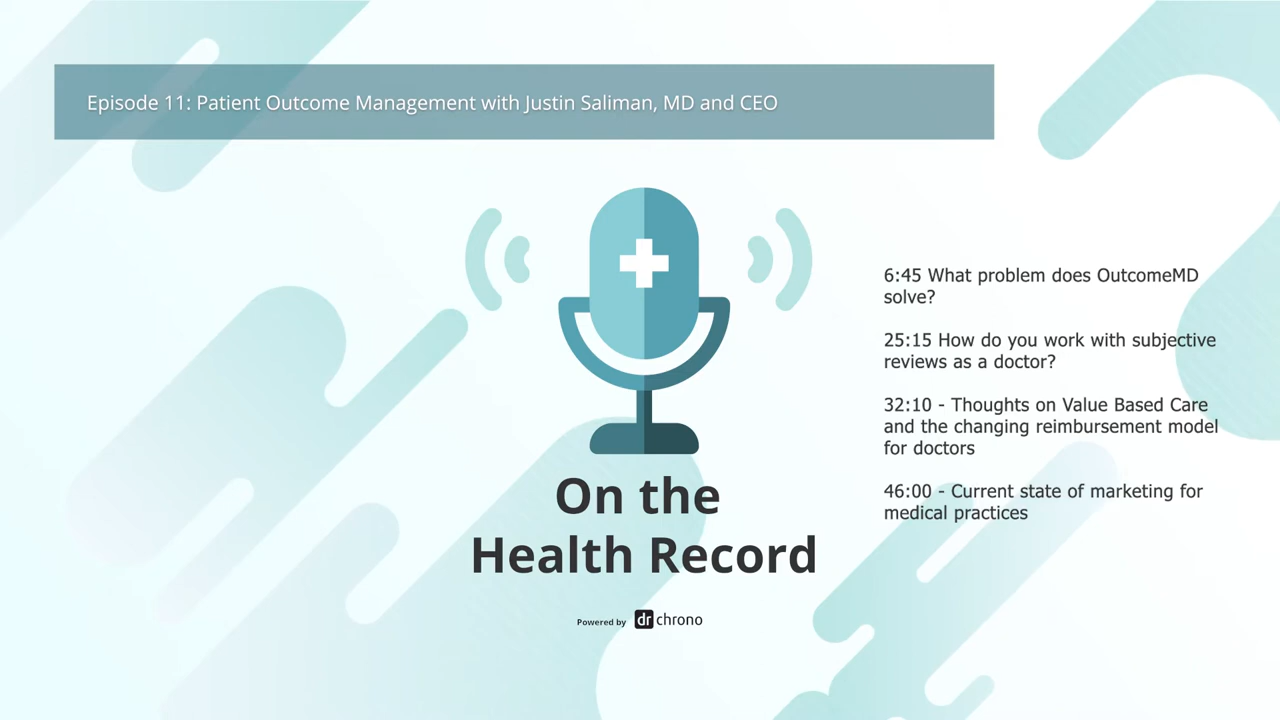 Episode 11: Patient Outcome Management with Justin Saliman, MD and CEO
6:45 What problem does OutcomeMD
solve?
25:15 How do you work with subjective
reviews as a doctor?
32:10 - Thoughts on Value Based Care
and the changing reimbursement model
for doctors
46:00 - Current state of marketing for
medical practices
On the
Health Record
Powered by dr chrono